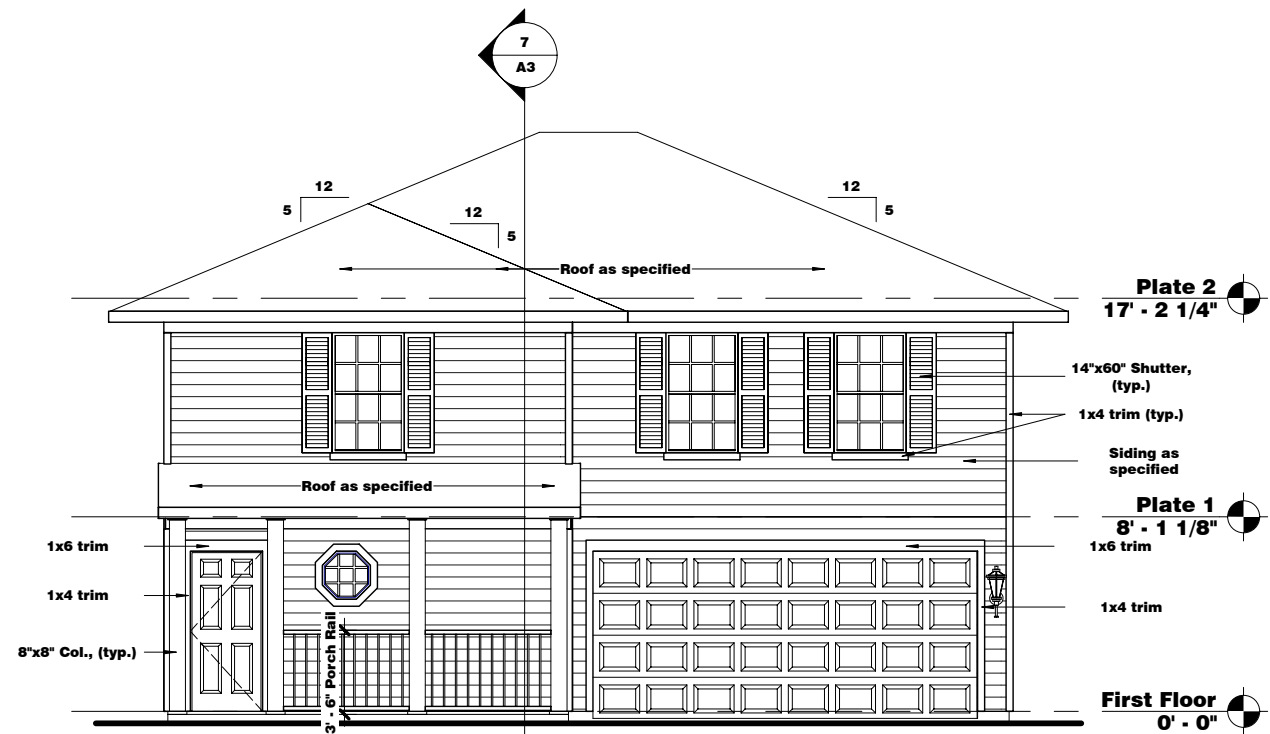 7
A3
12
5
12
5
12
5
Roof as specified
Plate 2
17' - 2 1/4"
14"x60" Shutter,
(typ.)
1x4 trim (typ.)
Siding as
specified
Roof as specified
Plate 1
8' - 1 1/8"
1x6 trim
1x6 trim
1x4 trim
1x4 trim
8"x8" Col., (typ.)
3' - 6" Porch Rail
First Floor
0' - 0"